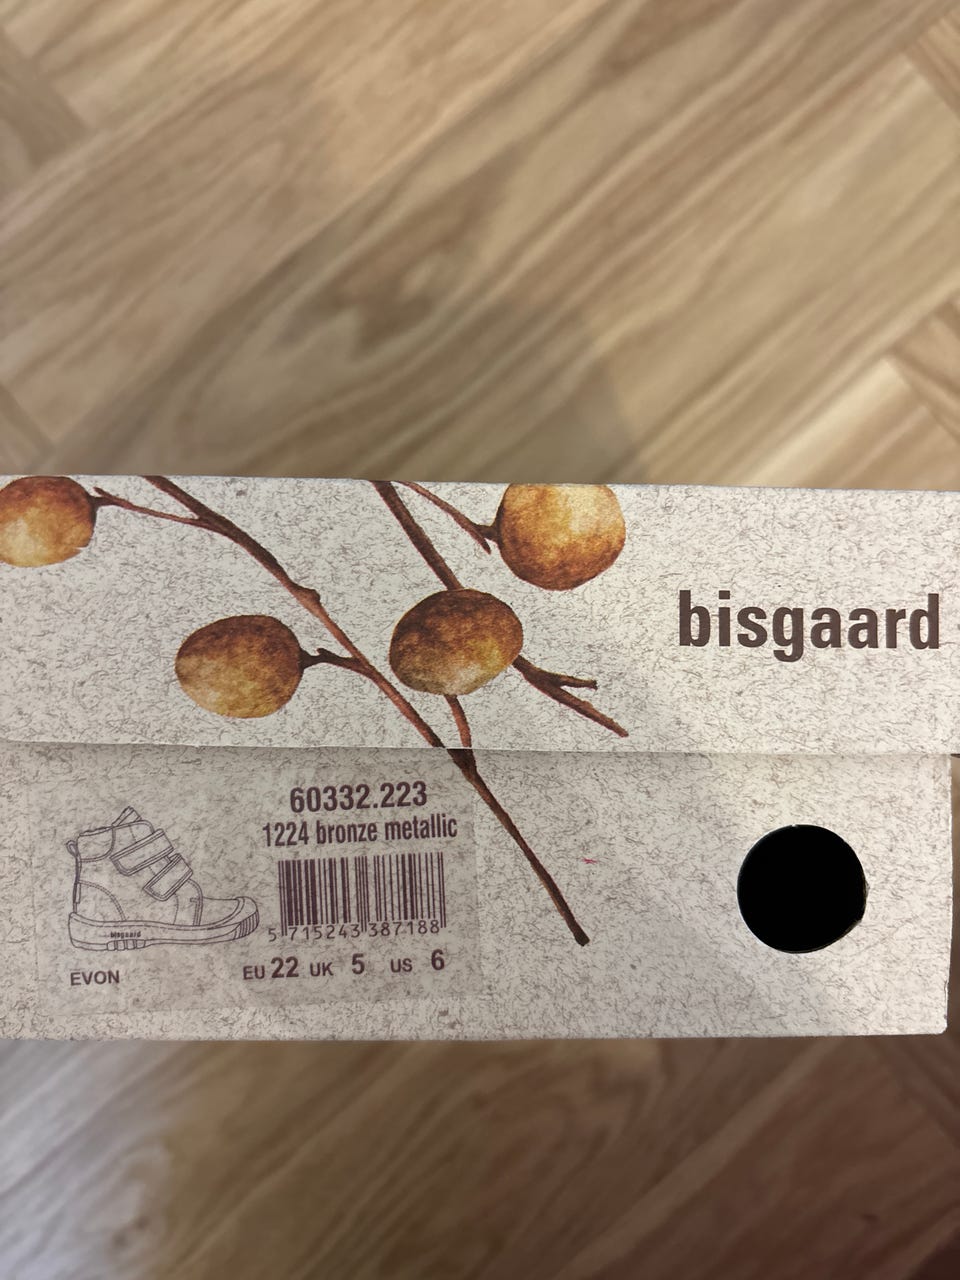 bisgaard
60332.223
1224 bronze metallic
bisgaard
5 715243 387188
EVON
EU 22 UK 5 US 6